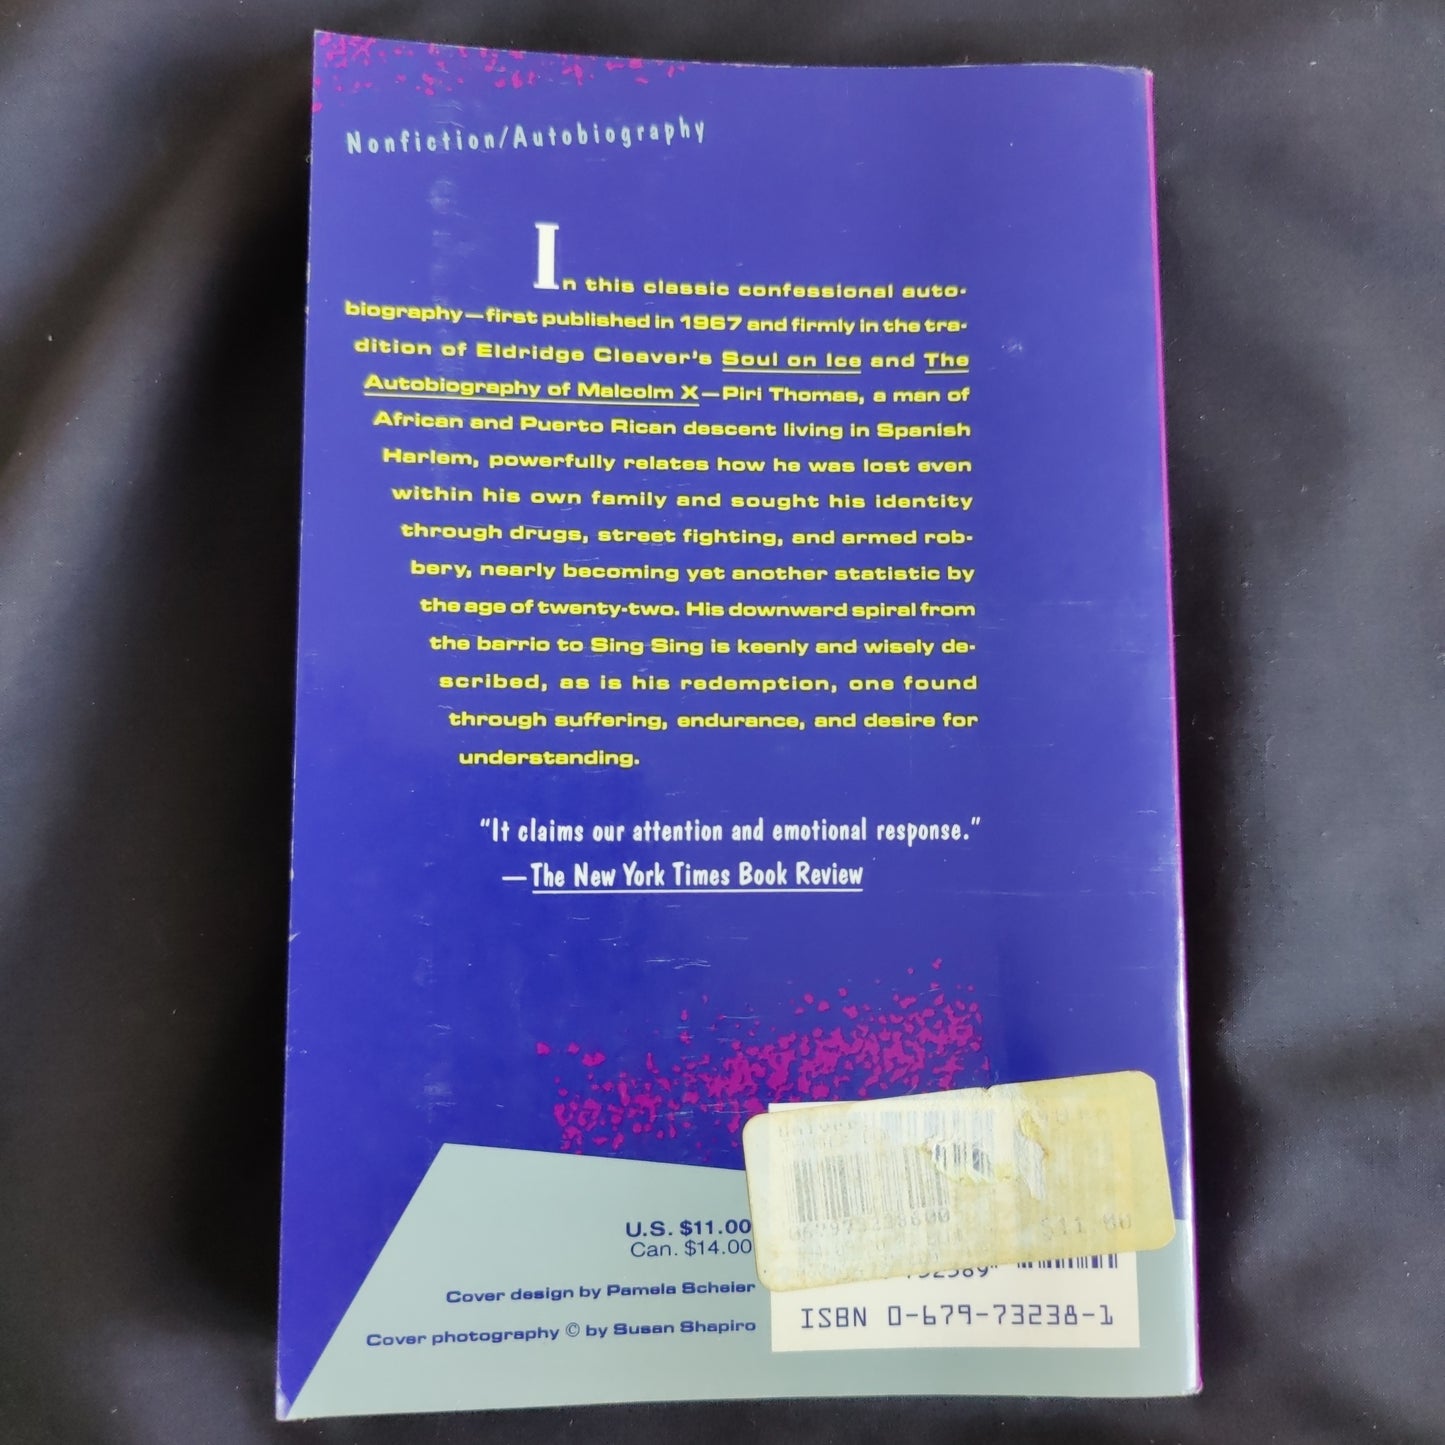 Nonfiction/Autobiography
In this classic confessional auto-
biography—first published in 1967 and firmly in the tra-
dition of Eldridge Cleaver's Soul on Ice and The
Autobiography of Malcolm X—Piri Thomas, a man of
African and Puerto Rican descent living in Spanish
Harlem, powerfully relates how he was lost even
within his own family and sought his identity
through drugs, street fighting, and armed rob-
bery, nearly becoming yet another statistic by
the age of twenty-two. His downward spiral from
the barrio to Sing Sing is keenly and wisely de-
scribed, as is his redemption, one found
through suffering, endurance, and desire for
understanding.
“It claims our attention and emotional response.”
—The New York Times Book Review
U.S. $11.00
Can. $14.00
Cover design by Pamela Scheier
Cover photography © by Susan Shapiro
$11.00
ISBN 0-679-73238-1